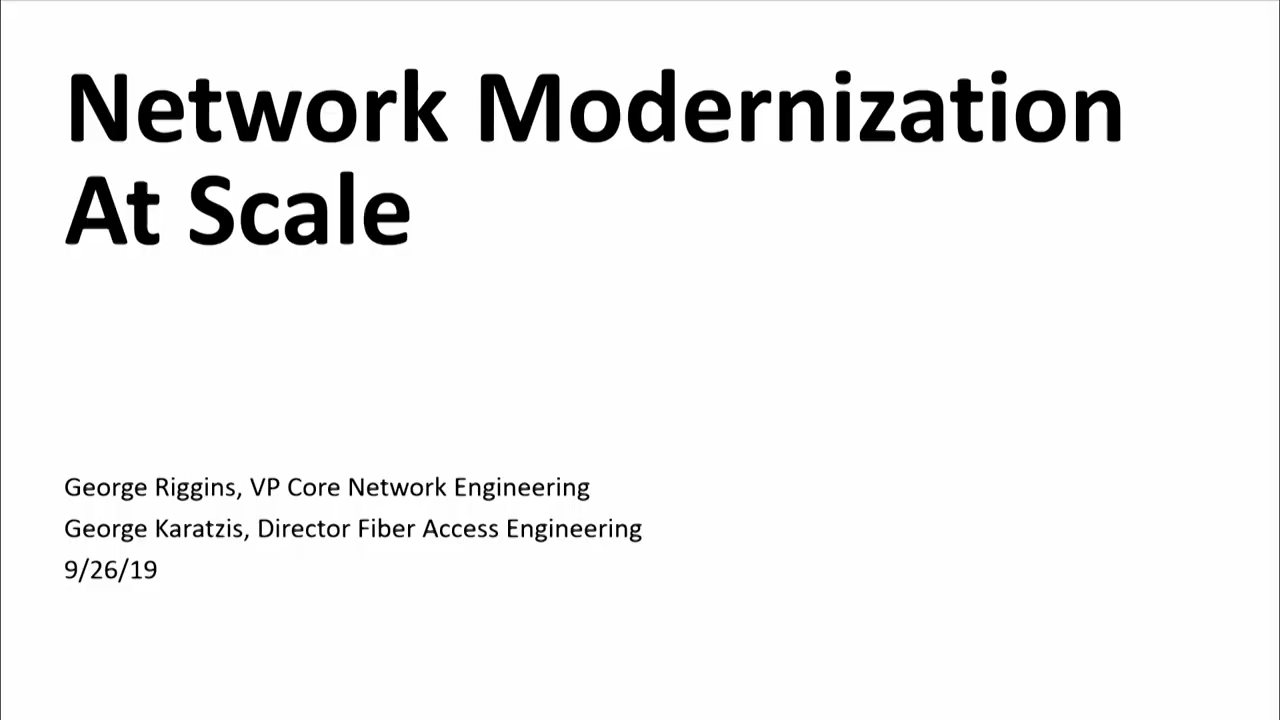 Network Modernization
At Scale
George Riggins, VP Core Network Engineering
George Karatzis, Director Fiber Access Engineering
9/26/19